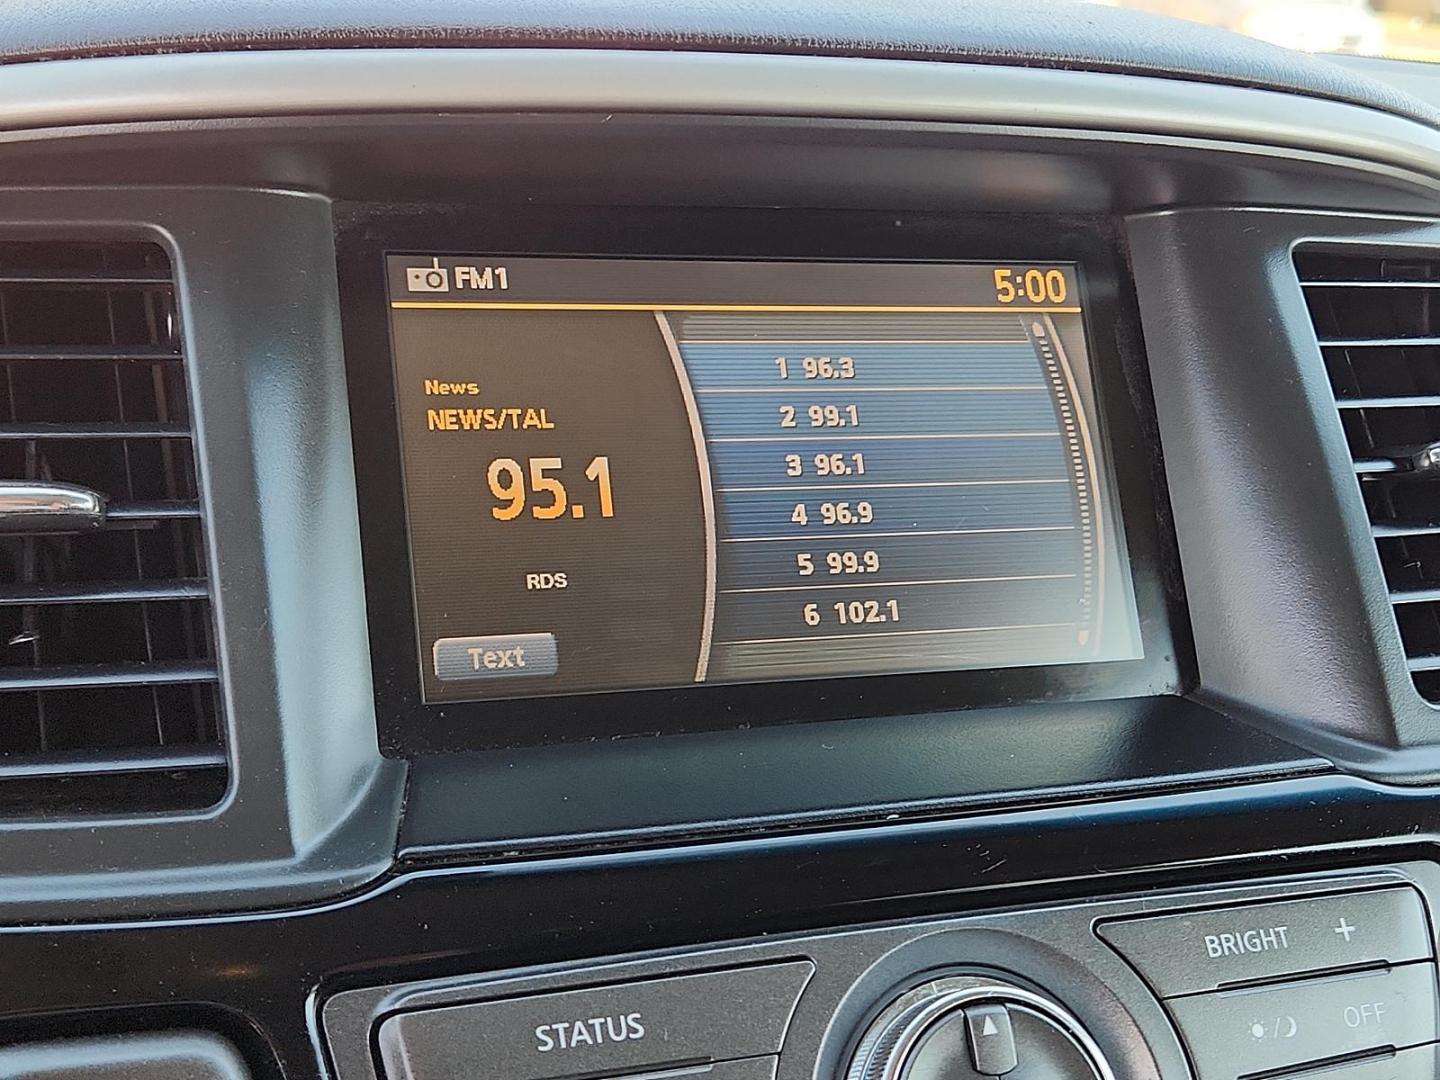 FM1
5:00
News
NEWS/TAL
95.1
RDS
Text
1 96.3
2 99.1
3 96.1
4 96.9
5 99.9
6 102.1
BRIGHT +
STATUS
OFF